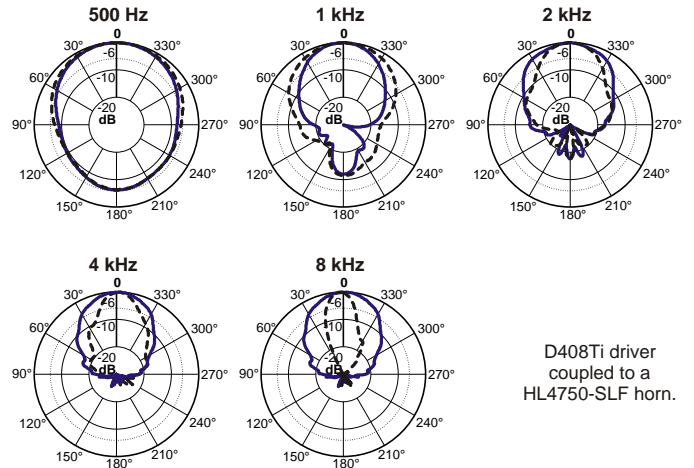 500 Hz
0
30° 330°
-6
60° -10 300°
-20
dB
90° 270°
120° 240°
150° 210°
180°
1 kHz
0
30° 330°
-6
60° -10 300°
-20
dB
90° 270°
120° 240°
150° 210°
180°
2 kHz
0
30° 330°
-6
60° -10 300°
-20
dB
90° 270°
120° 240°
150° 210°
180°
4 kHz
0
30° 330°
-6
60° -10 300°
-20
dB
90° 270°
120° 240°
150° 210°
180°
8 kHz
0
30° 330°
-6
60° -10 300°
-20
dB
90° 270°
120° 240°
150° 210°
180°
D408Ti driver
coupled to a
HL4750-SLF horn.